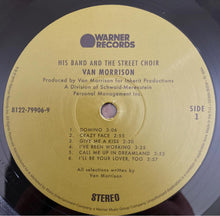 WARNER
RECORDS
HIS BAND AND THE STREET CHOIR
VAN MORRISON
Produced by Van Morrison for Inherit Productions
A Division of Schwaid-Merenstein
Personal Management Inc.
8122-79906-9
SIDE
1
1. DOMINO 3:06
2. CRAZY FACE 2:55
3. GIVE ME A KISS 2:30
4. I'VE BEEN WORKING 3:25
5. CALL ME UP IN DREAMLAND 3:52
6. I'LL BE YOUR LOVER, TOO 3:57
All selections written by
Van Morrison
STEREO